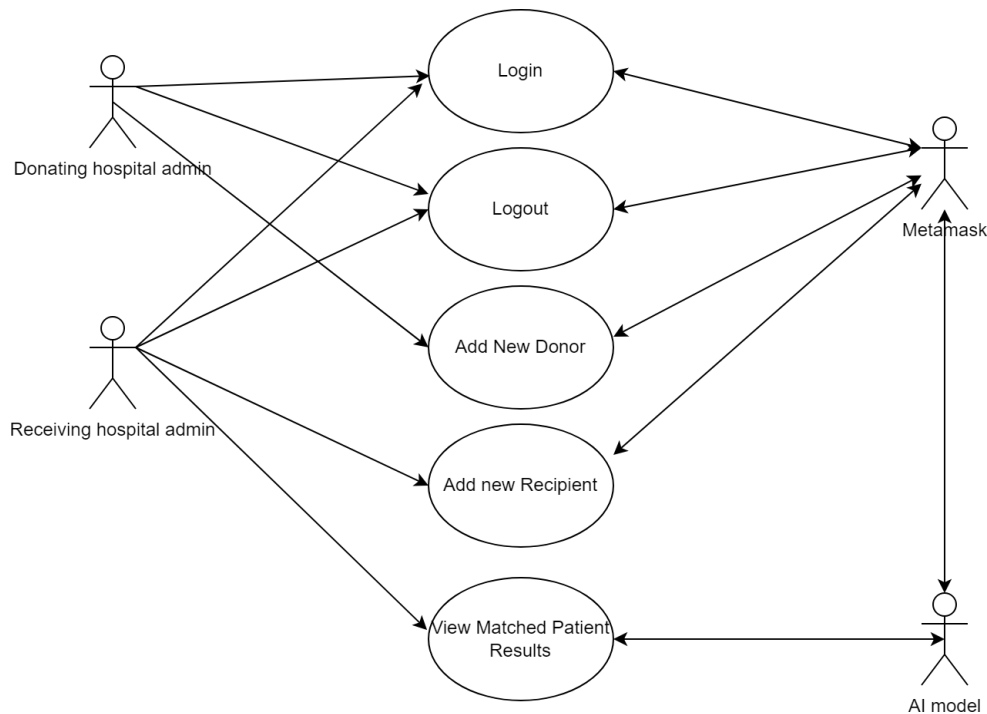 Login
Donating hospital admin
Logout
Metamask
Add New Donor
Receiving hospital admin
Add new Recipient
View Matched Patient
Results
AI model